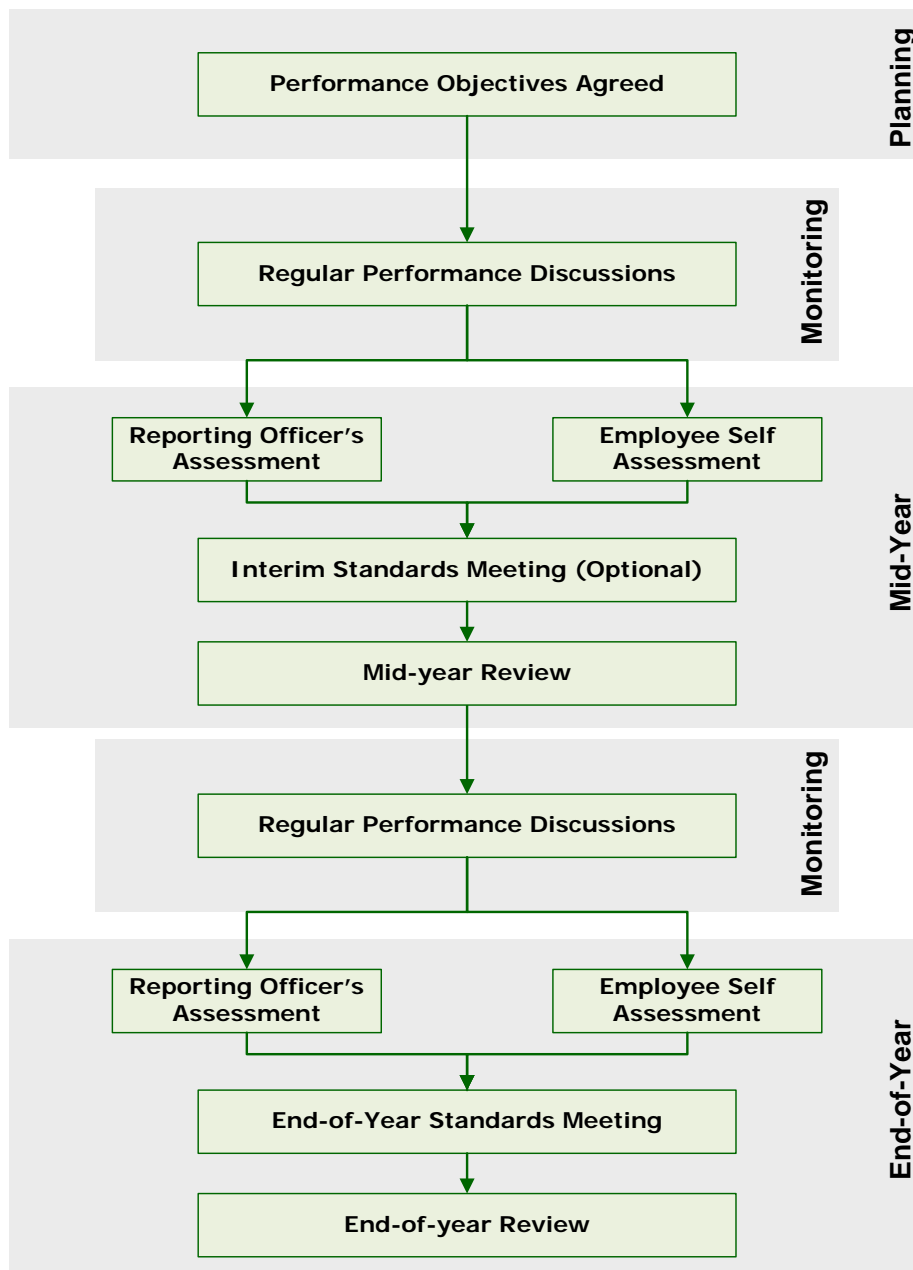 Planning
Performance Objectives Agreed
Monitoring
Regular Performance Discussions
Mid-Year
Reporting Officer's
Assessment
Employee Self
Assessment
Interim Standards Meeting (Optional)
Mid-year Review
Monitoring
Regular Performance Discussions
End-of-Year
Reporting Officer's
Assessment
Employee Self
Assessment
End-of-Year Standards Meeting
End-of-year Review